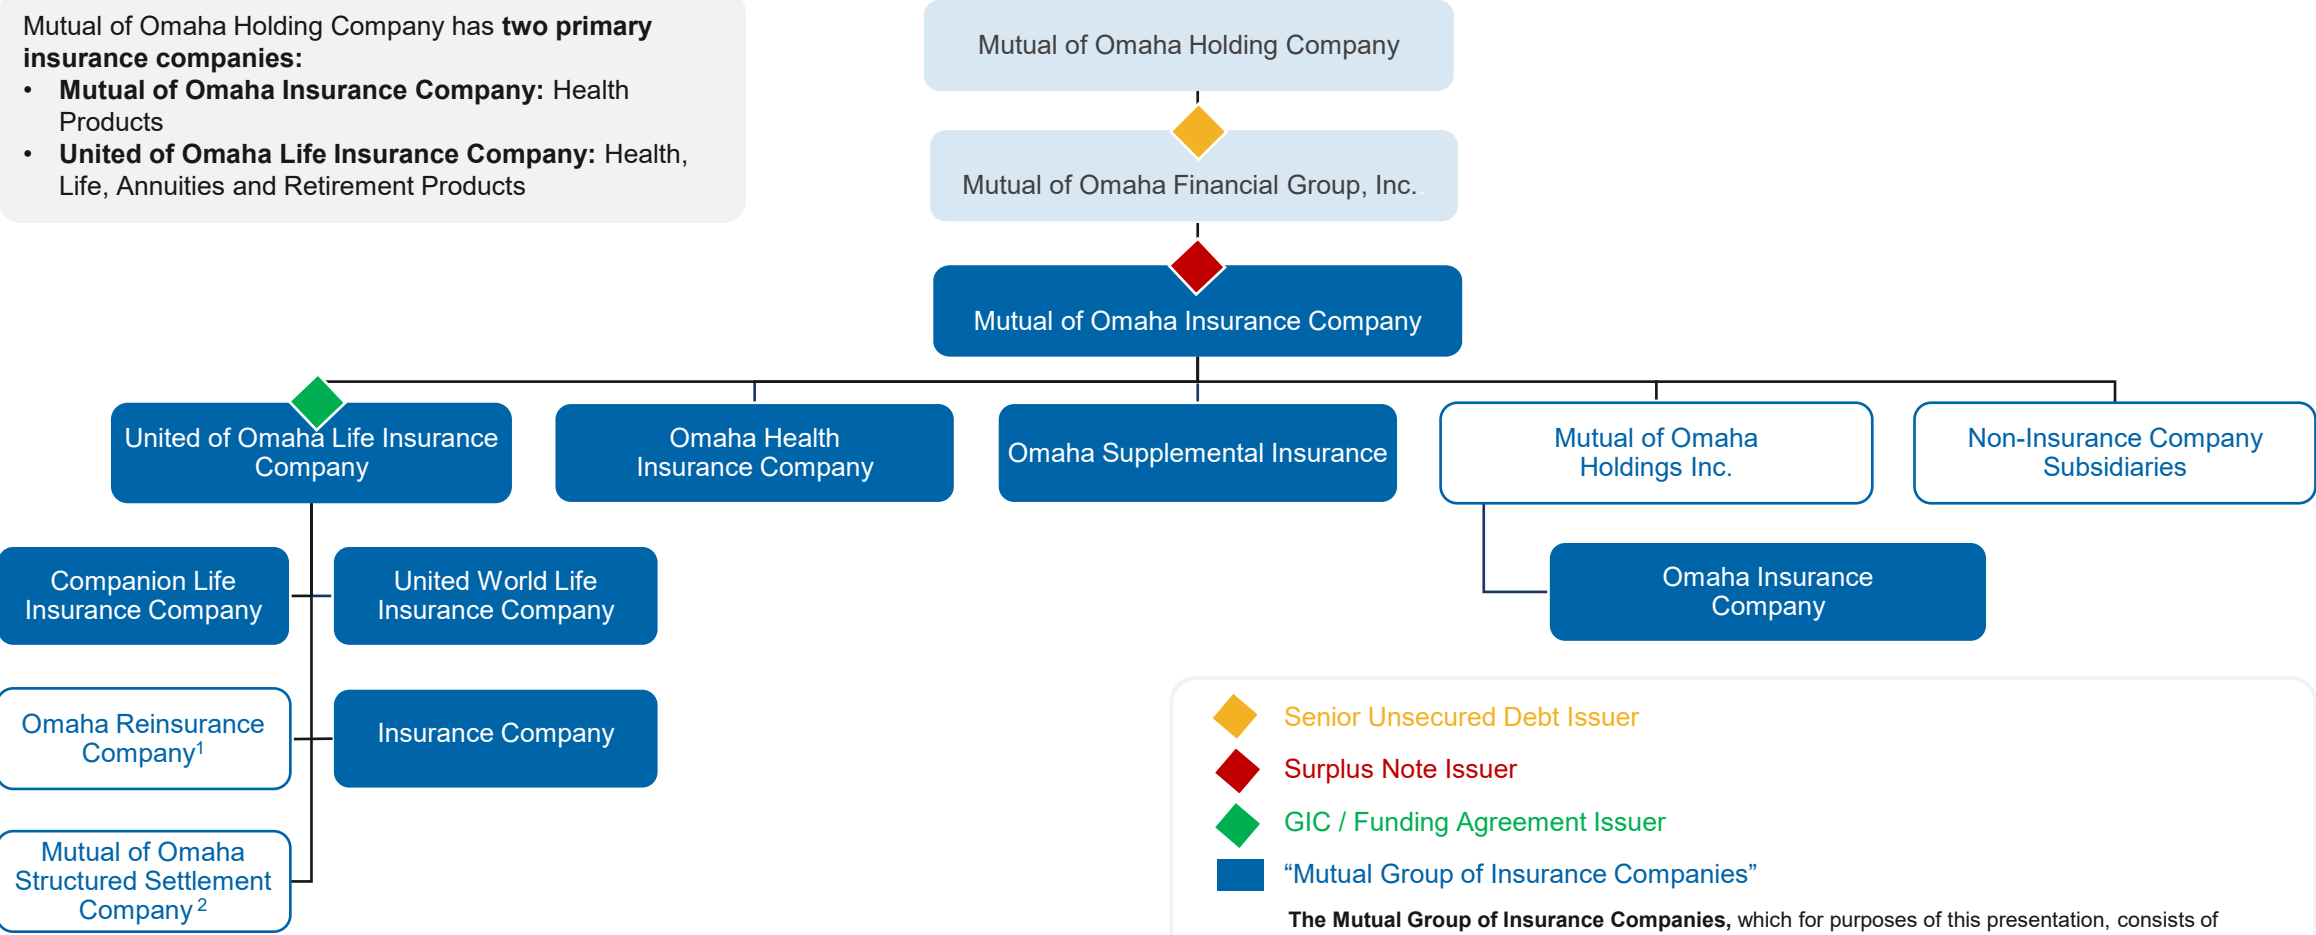 Mutual of Omaha Holding Company has two primary
insurance companies:
• Mutual of Omaha Insurance Company: Health
Products
• United of Omaha Life Insurance Company: Health,
Life, Annuities and Retirement Products
Mutual of Omaha Holding Company
Mutual of Omaha Financial Group, Inc..
Mutual of Omaha Insurance Company
United of Omaha Life Insurance
Company
Omaha Health
Insurance Company
Omaha Supplemental Insurance
Mutual of Omaha
Holdings Inc.
Non-Insurance Company
Subsidiaries
Companion Life
Insurance Company
United World Life
Insurance Company
Omaha Insurance
Company
Omaha Reinsurance
Company1
Insurance Company
Mutual of Omaha
Structured Settlement
Company 2
Senior Unsecured Debt Issuer
Surplus Note Issuer
GIC / Funding Agreement Issuer
“Mutual Group of Insurance Companies”
The Mutual Group of Insurance Companies, which for purposes of this presentation, consists of